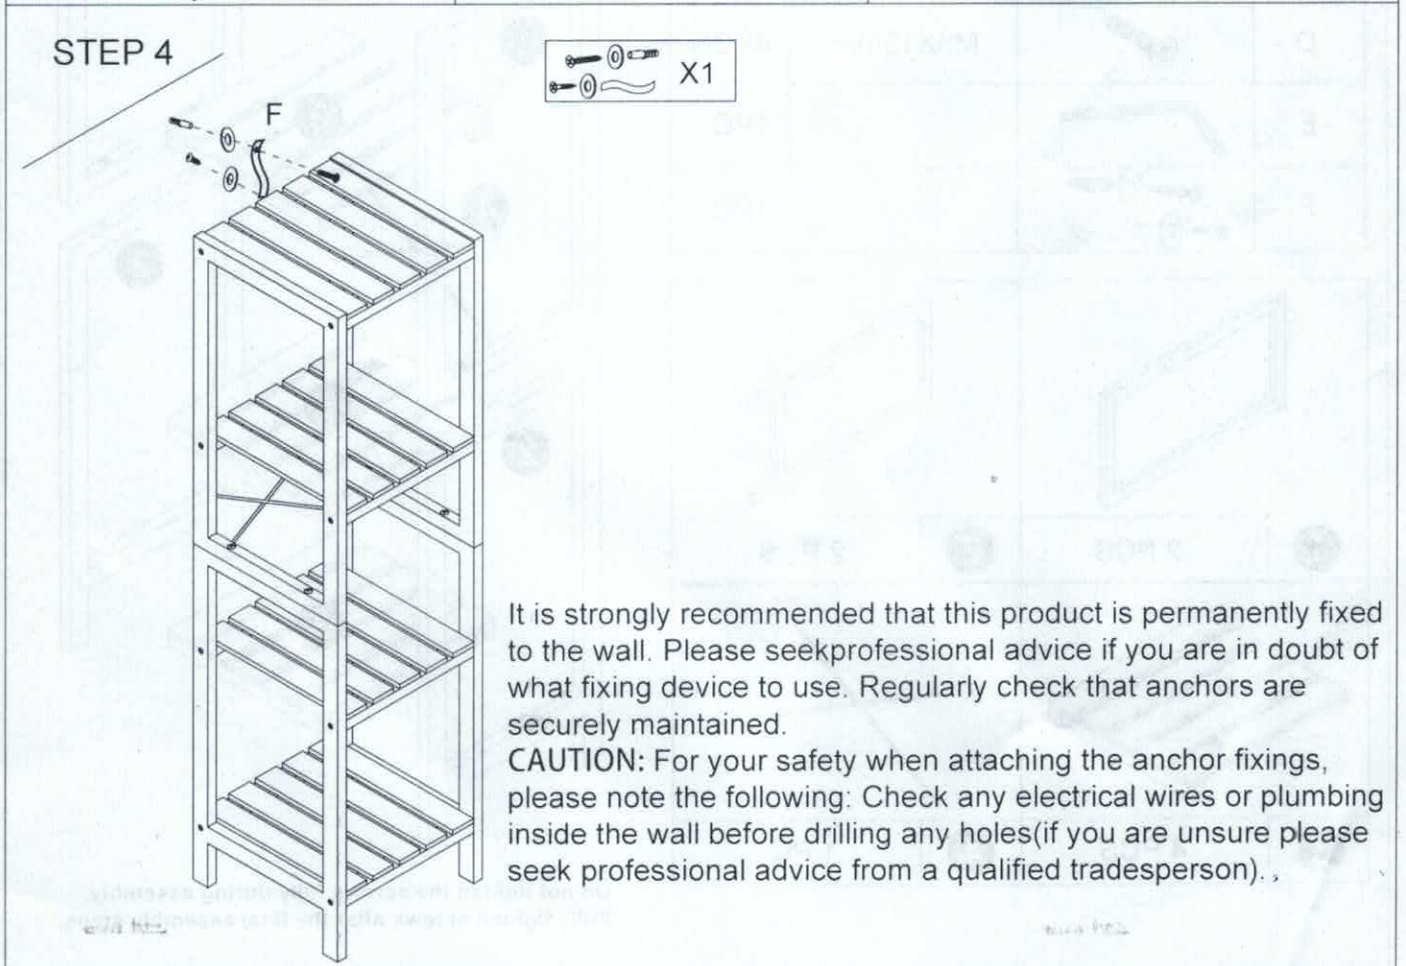 STEP 4
X1
F
It is strongly recommended that this product is permanently fixed
to the wall. Please seekprofessional advice if you are in doubt of
what fixing device to use. Regularly check that anchors are
securely maintained.
CAUTION: For your safety when attaching the anchor fixings,
please note the following: Check any electrical wires or plumbing
inside the wall before drilling any holes(if you are unsure please
seek professional advice from a qualified tradesperson).